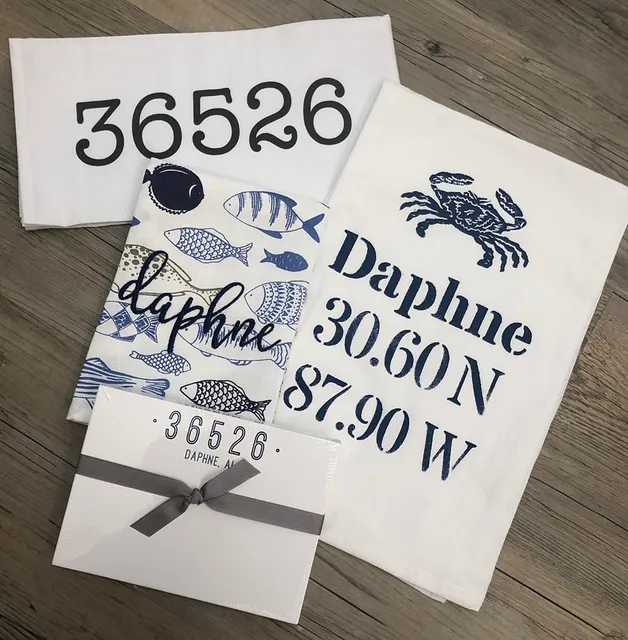 36526
daphne
Daphne
30.60 N
87.90 W
· 36526 ·
DAPHNE, AL